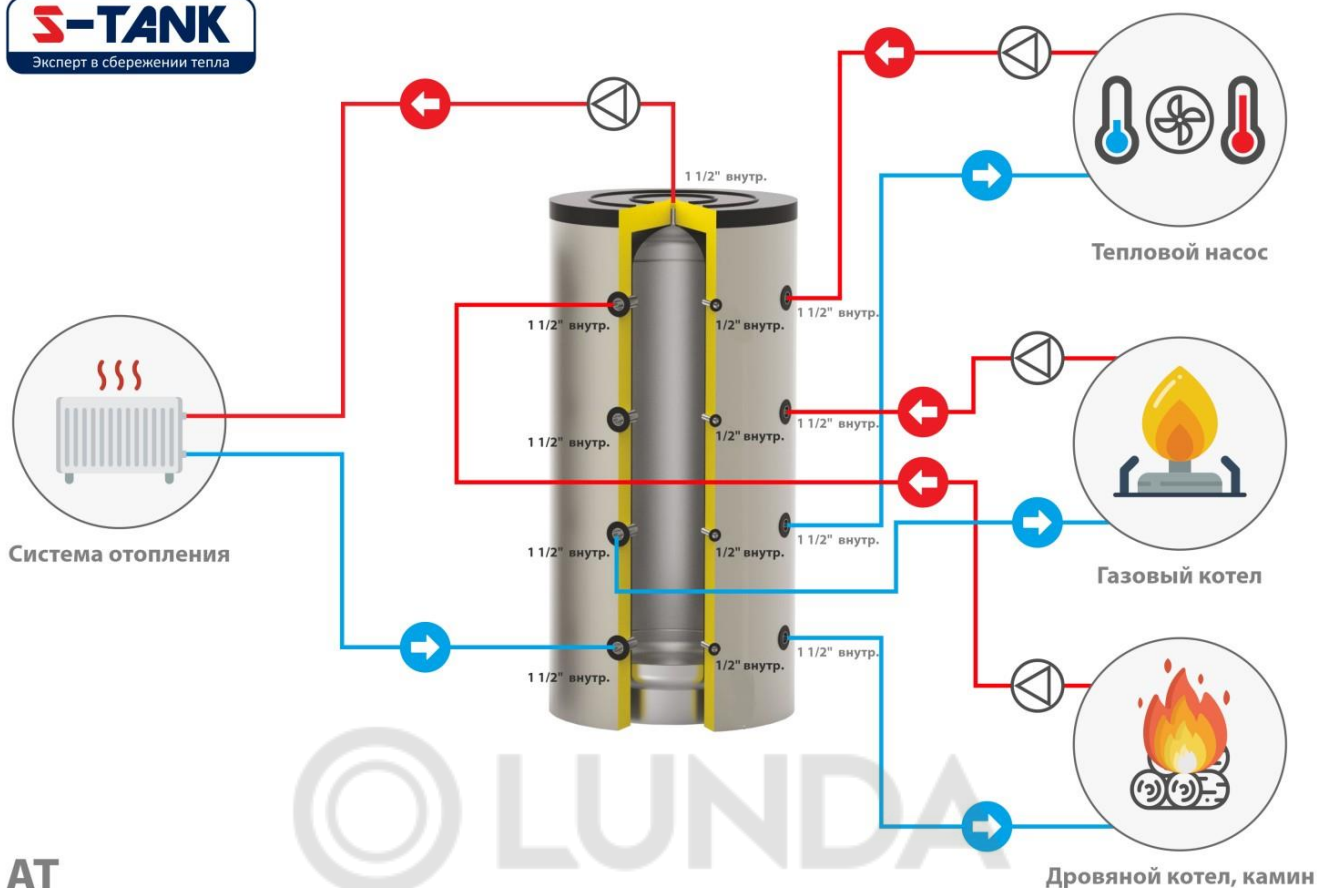 S-TANK
Эксперт в сбережении тепла
1 1/2" внутр.
Тепловой насос
1 1/2" внутр.
1/2" внутр.
1 1/2" внутр.
1 1/2" внутр.
1/2" внутр.
1 1/2" внутр.
Система отопления
1 1/2" внутр.
1/2" внутр.
1 1/2" внутр.
Газовый котел
1 1/2" внутр.
1/2" внутр.
1 1/2" внутр.
LUNDA
AT
Дровяной котел, камин